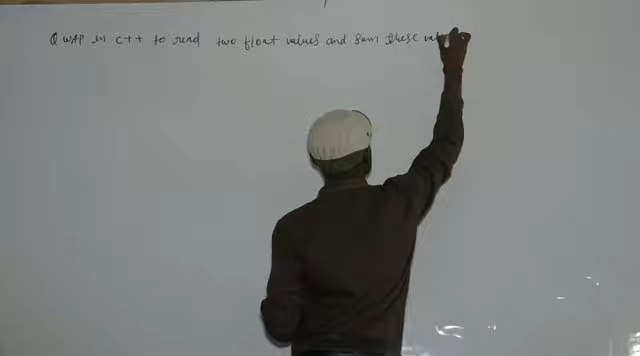 Q WAP in C++ to read two float values and sum these